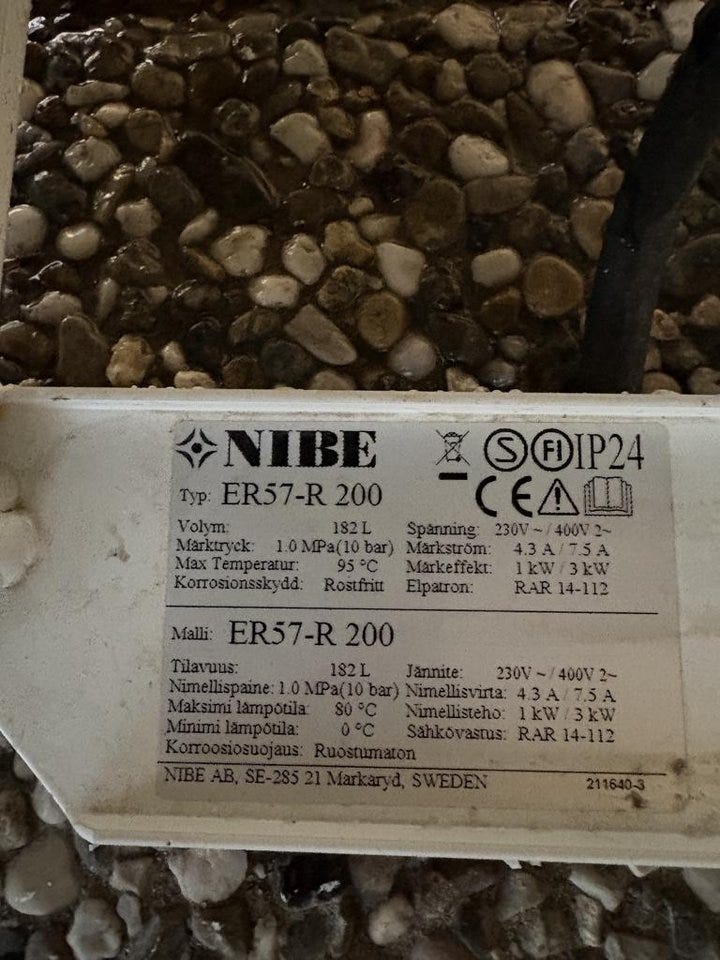 NIBE
S FI IP24
Typ: ER57-R 200
CE
Volym: 182 L Spänning: 230V ~ / 400V 2~
Märktryck: 1.0 MPa(10 bar) Märkström: 4.3 A / 7.5 A
Max Temperatur: 95 °C Märkeffekt: 1 kW / 3 kW
Korrosionsskydd: Rostfritt Elpatron: RAR 14-112
Malli: ER57-R 200
Tilavuus: 182 L Jännite: 230V ~ / 400V 2~
Nimellispaine: 1.0 MPa(10 bar) Nimellisvirta: 4.3 A / 7.5 A
Maksimi lämpötila: 80 °C Nimellisteho: 1 kW / 3 kW
Minimi lämpötila: 0 °C Sähkövastus: RAR 14-112
Korroosiosuojaus: Ruostumaton
NIBE AB, SE-285 21 Markaryd, SWEDEN 211640-3